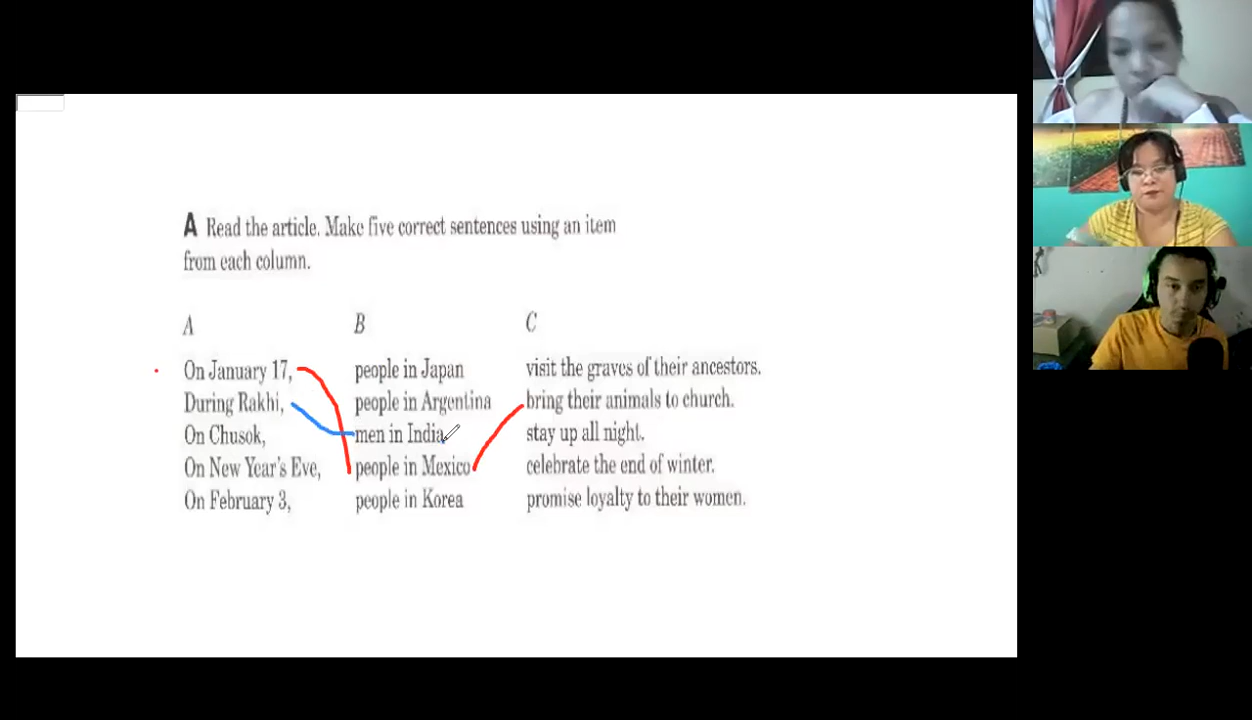 A Read the article. Make five correct sentences using an item
from each column.
A B C
On January 17, people in Japan visit the graves of their ancestors.
During Rakhi, people in Argentina bring their animals to church.
On Chusok, men in India stay up all night.
On New Year's Eve, people in Mexico celebrate the end of winter.
On February 3, people in Korea promise loyalty to their women.